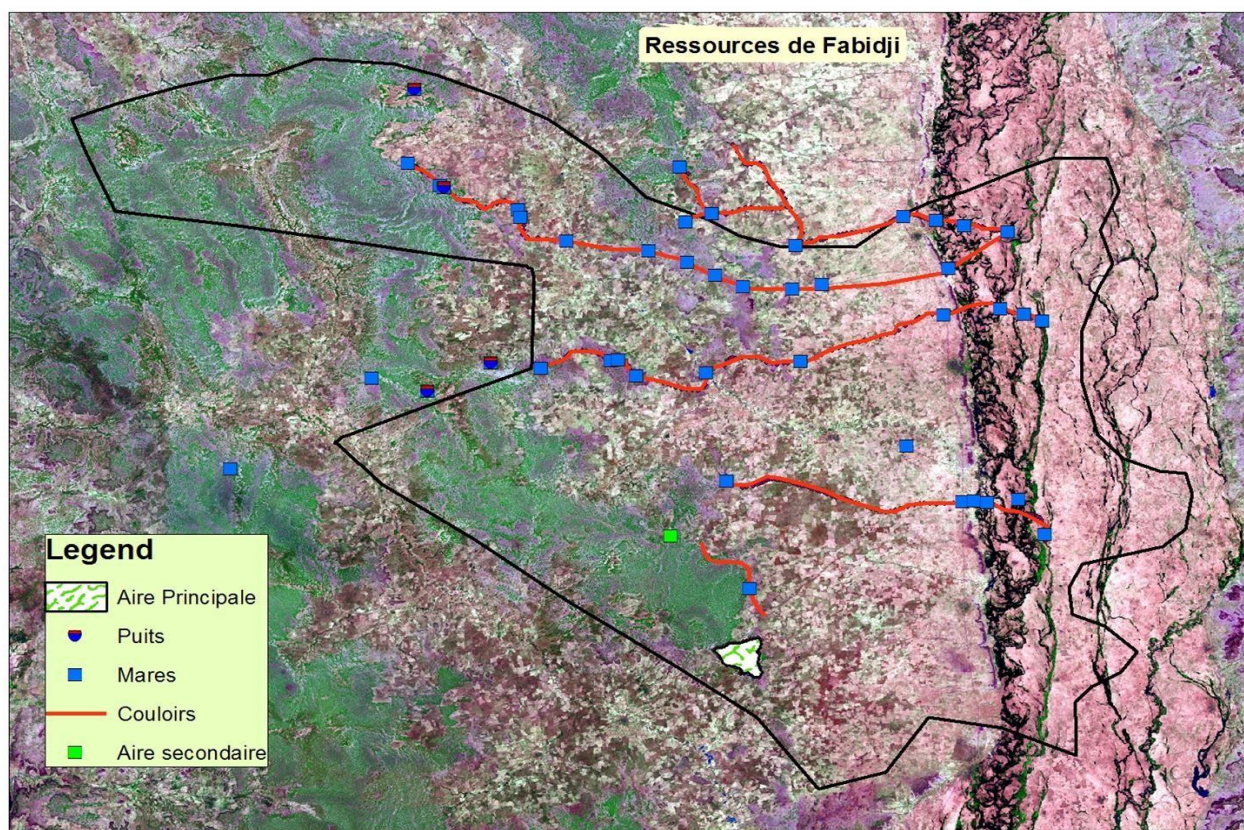 Ressources de Fabidji
Legend
Aire Principale
Puits
Mares
Couloirs
Aire secondaire